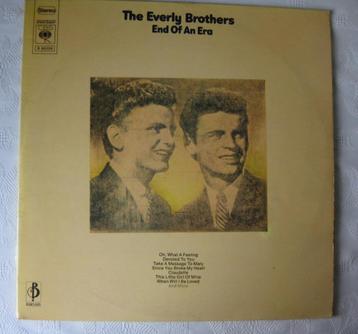 The Everly Brothers
End Of An Era
Stereo
Oh, What A Feeling
Devoted To You
Take A Message To Mary
Since You Broke My Heart
Claudette
This Little Girl Of Mine
When Will I Be Loved
And More
B